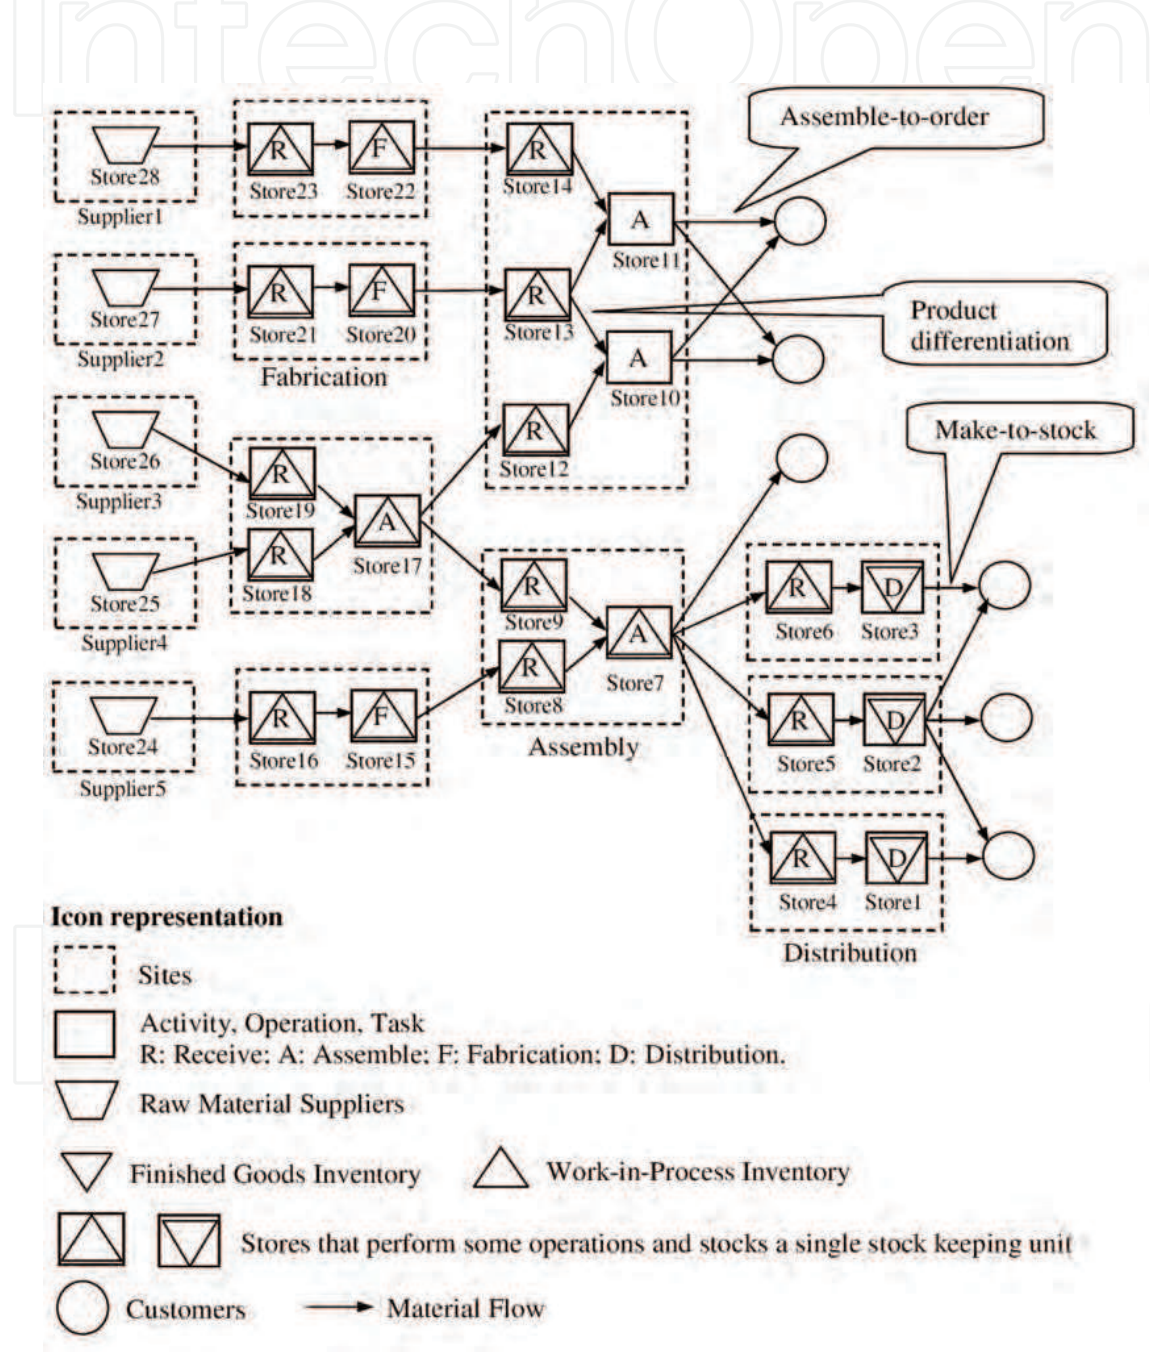 IntechOpen
Assemble-to-order
Store28
Supplier1
R
Store23
F
Store22
R
Store14
A
Store11
Store27
Supplier2
R
Store21
F
Store20
Fabrication
R
Store13
A
Store10
Product
differentiation
Store26
Supplier3
R
Store19
R
Store12
Make-to-stock
Store25
Supplier4
R
Store18
A
Store17
R
Store9
R
Store8
A
Store7
Assembly
R
Store6
D
Store3
Store24
Supplier5
R
Store16
F
Store15
R
Store5
D
Store2
R
Store4
D
Store1
Distribution
Icon representation
Sites
Activity, Operation, Task
R: Receive; A: Assemble; F: Fabrication; D: Distribution.
Raw Material Suppliers
Finished Goods Inventory
Work-in-Process Inventory
Stores that perform some operations and stocks a single stock keeping unit
Customers
Material Flow